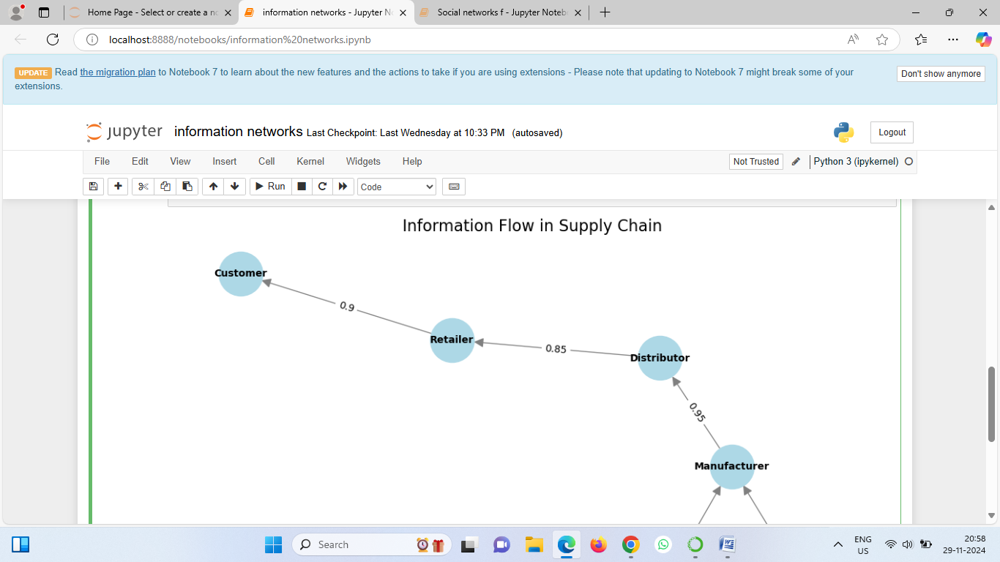 Home Page - Select or create a no
information networks - Jupyter No
Social networks f - Jupyter Noteb
localhost:8888/notebooks/information%20networks.ipynb
UPDATE Read the migration plan to Notebook 7 to learn about the new features and the actions to take if you are using extensions - Please note that updating to Notebook 7 might break some of your
extensions.
Don't show anymore
jupyter information networks Last Checkpoint: Last Wednesday at 10:33 PM (autosaved)
Logout
File Edit View Insert Cell Kernel Widgets Help
Not Trusted
Python 3 (ipykernel)
Run
Code
Information Flow in Supply Chain
Customer
0.9
Retailer
0.85
Distributor
0.95
Manufacturer
Search
ENG
US
20:58
29-11-2024